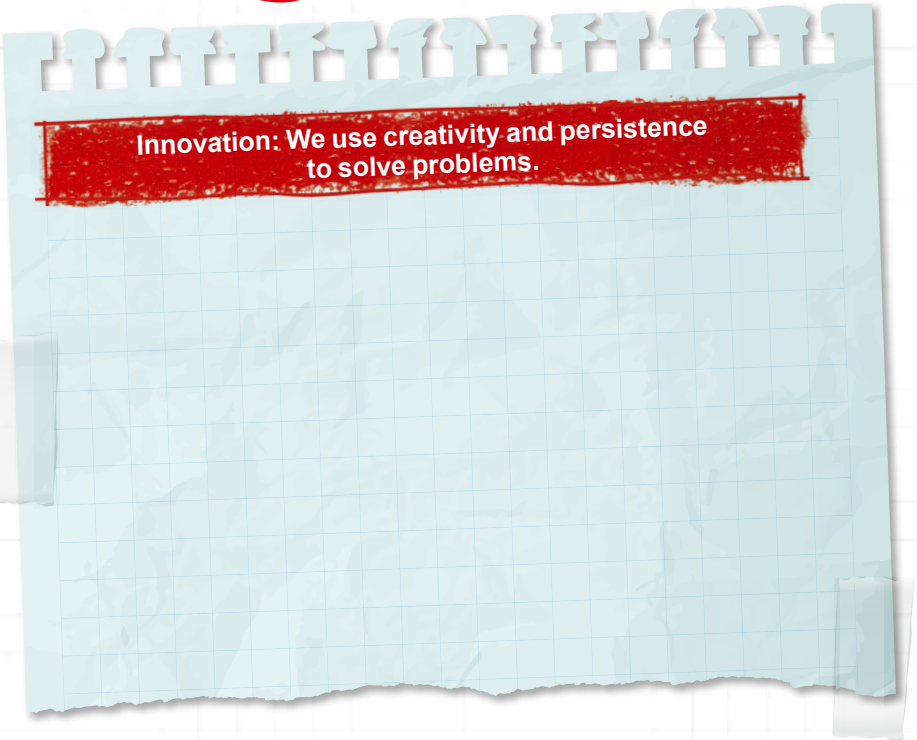 Innovation: We use creativity and persistence
to solve problems.